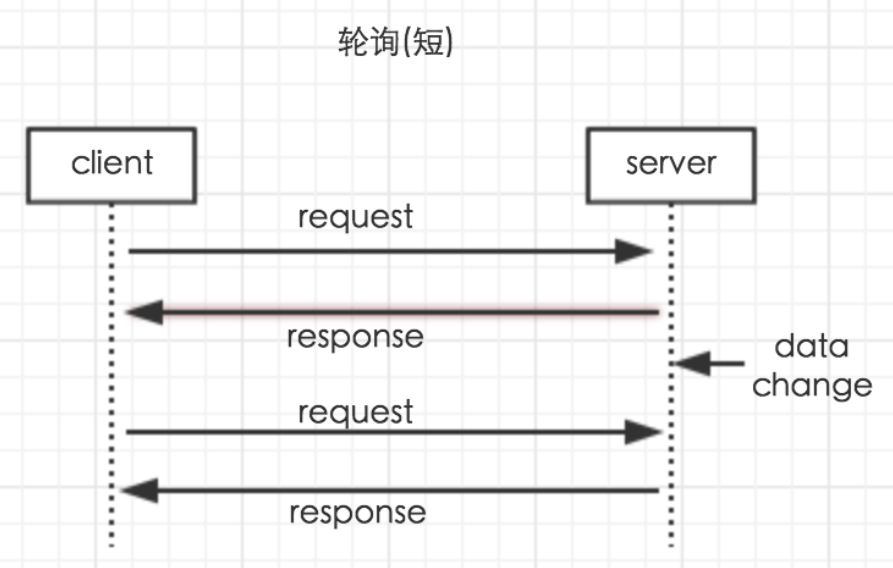 轮询(短)
client
server
request
response
data
change
request
response